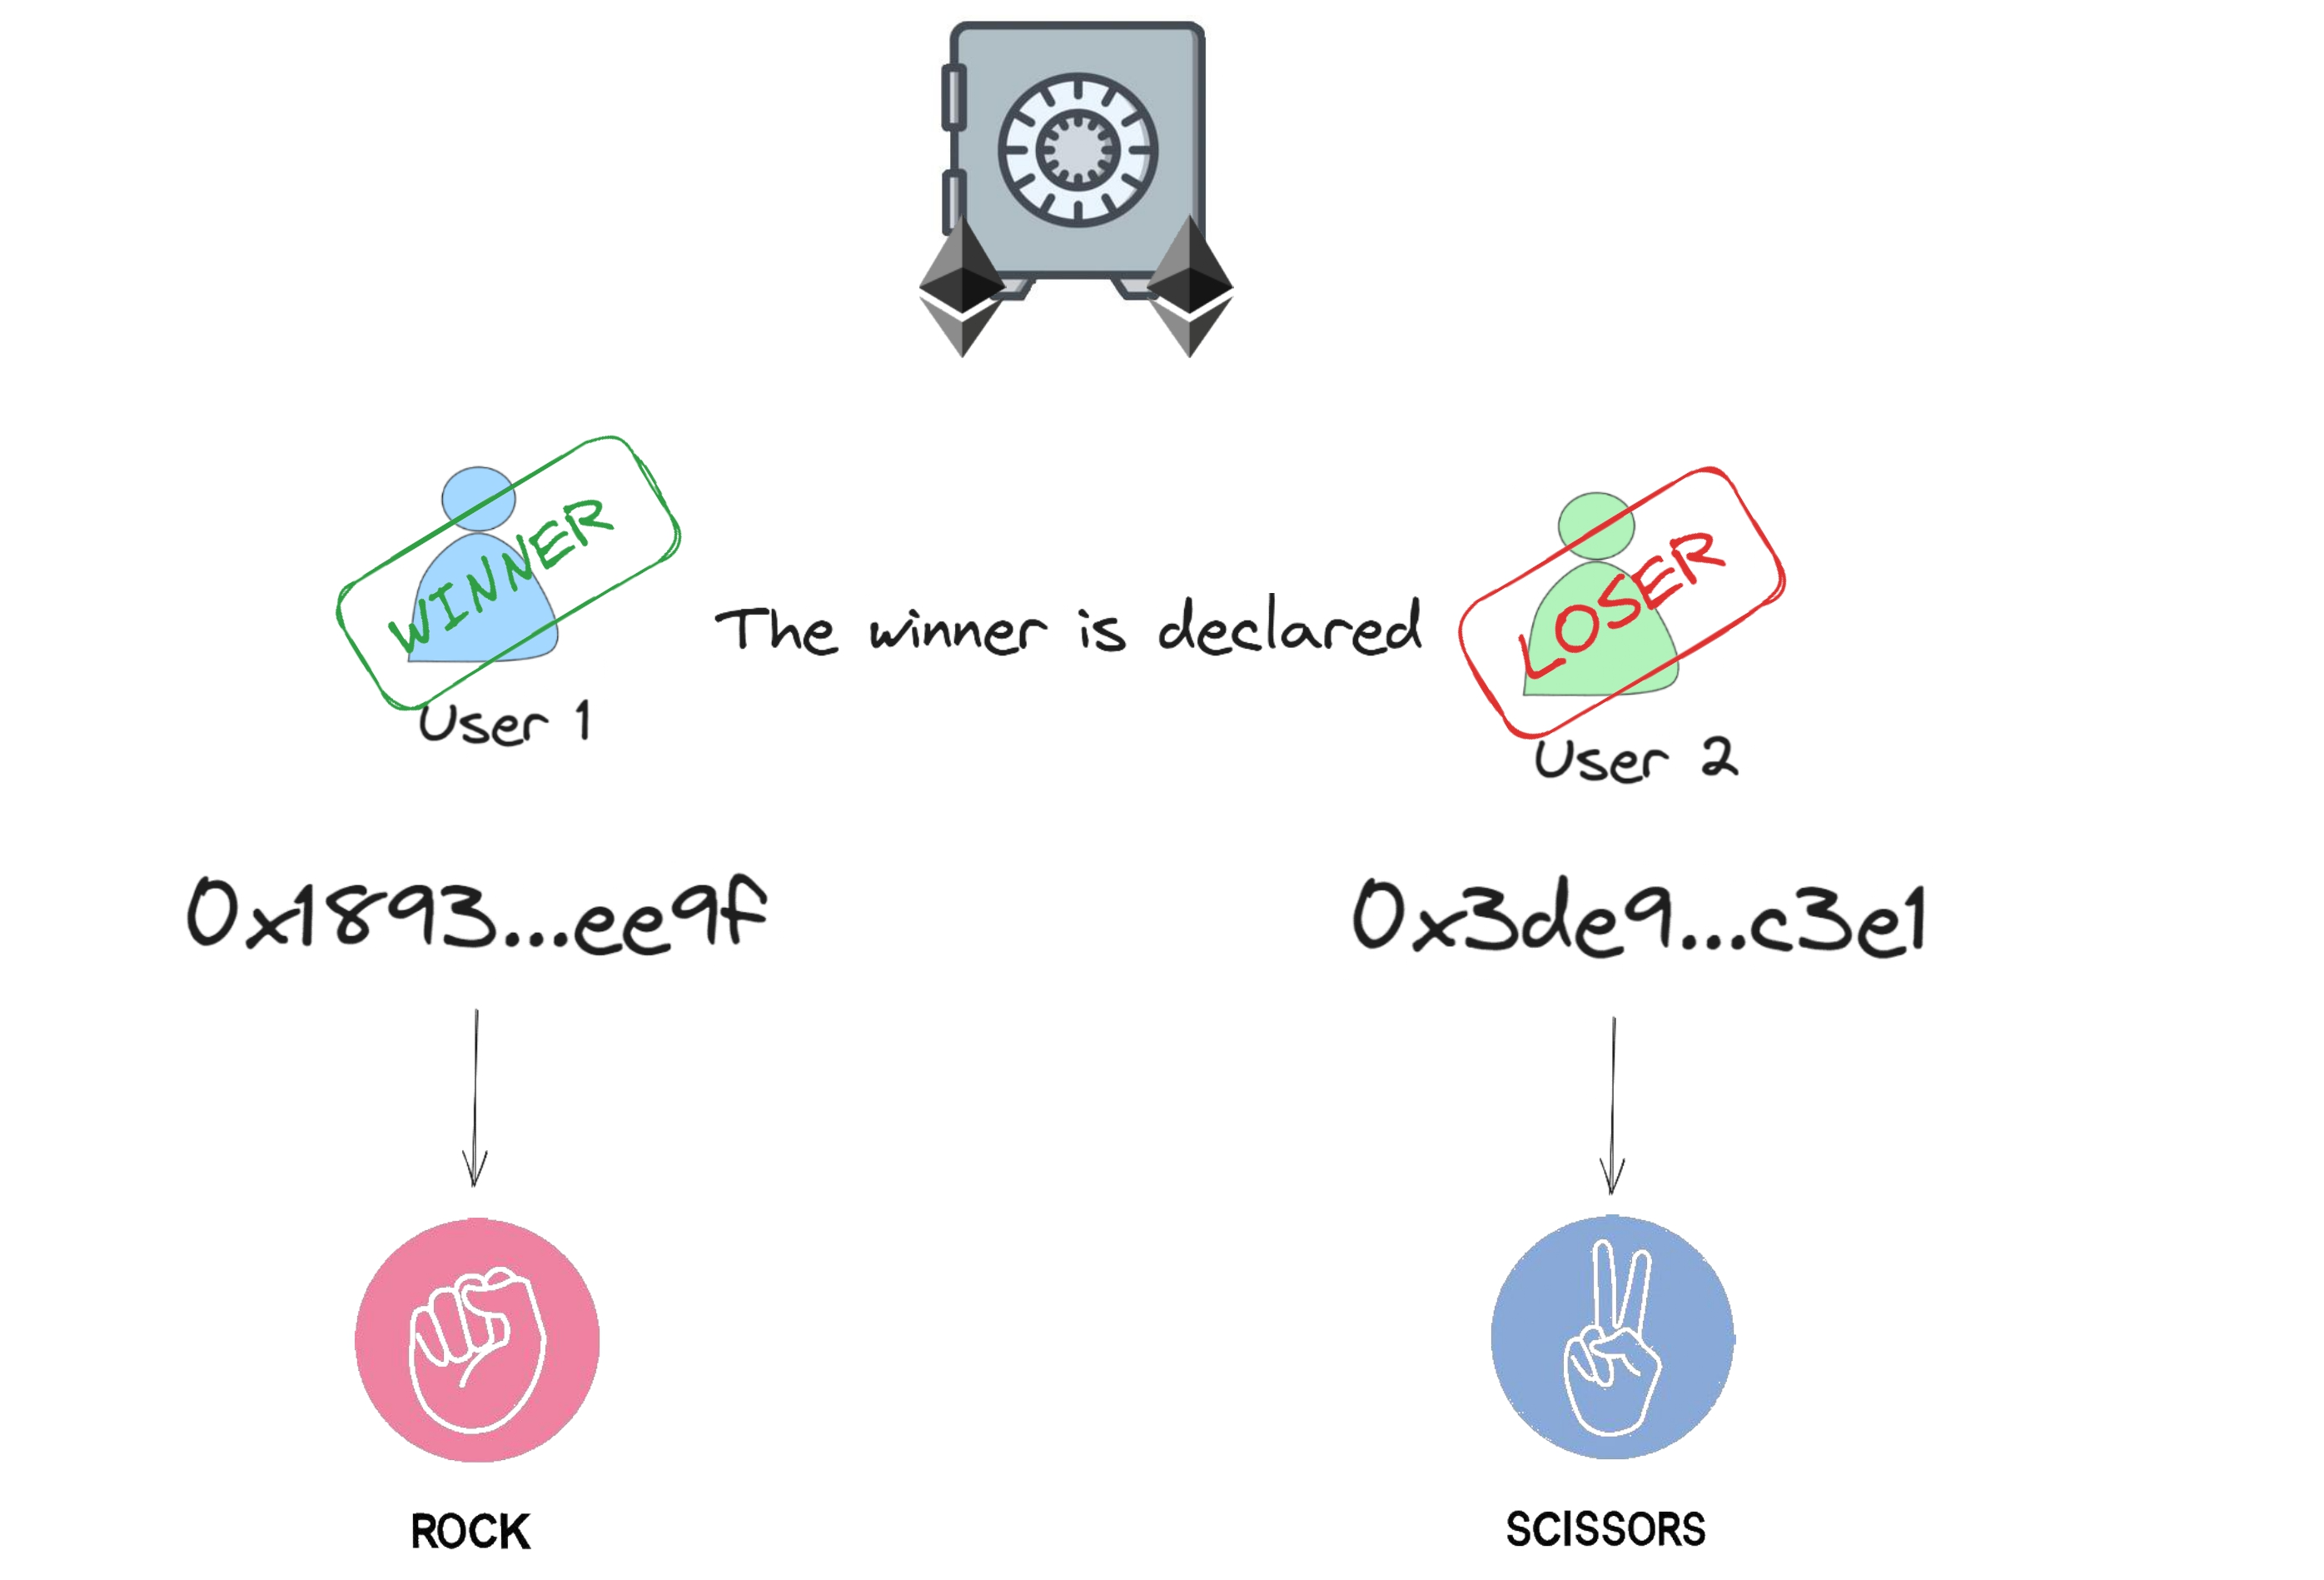 WINNER
LOSER
The winner is declared
User 1
User 2
0x1893...ee9f
0x3de9...c3e1
ROCK
SCISSORS